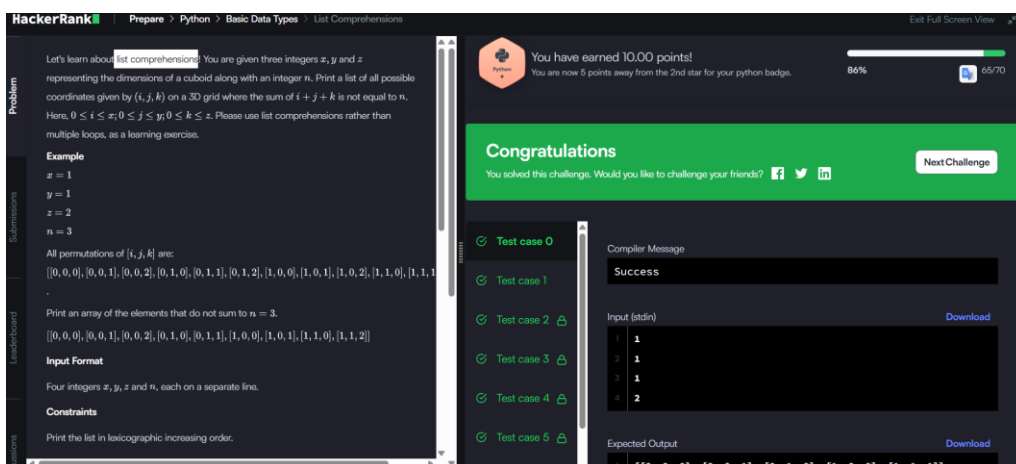 HackerRank | Prepare > Python > Basic Data Types > List Comprehensions
Exit Full Screen View
Problem
Submissions
Leaderboard
Let's learn about list comprehensions! You are given three integers x, y and z
representing the dimensions of a cuboid along with an integer n. Print a list of all possible
coordinates given by (i, j, k) on a 3D grid where the sum of i + j + k is not equal to n.
Here, 0 ≤ i ≤ x; 0 ≤ j ≤ y; 0 ≤ k ≤ z. Please use list comprehensions rather than
multiple loops, as a learning exercise.
Example
x = 1
y = 1
z = 2
n = 3
All permutations of [i, j, k] are:
[[0, 0, 0], [0, 0, 1], [0, 0, 2], [0, 1, 0], [0, 1, 1], [0, 1, 2], [1, 0, 0], [1, 0, 1], [1, 0, 2], [1, 1, 0], [1, 1, 1
.
Print an array of the elements that do not sum to n = 3.
[[0, 0, 0], [0, 0, 1], [0, 0, 2], [0, 1, 0], [0, 1, 1], [1, 0, 0], [1, 0, 1], [1, 1, 0], [1, 1, 2]]
Input Format
Four integers x, y, z and n, each on a separate line.
Constraints
Print the list in lexicographic increasing order.
Python
You have earned 10.00 points!
You are now 5 points away from the 2nd star for your python badge.
86%
65/70
Congratulations
You solved this challenge. Would you like to challenge your friends?
Next Challenge
Test case 0
Test case 1
Test case 2
Test case 3
Test case 4
Test case 5
Compiler Message
Success
Input (stdin)
Download
1 1
2 1
3 1
4 2
Expected Output
Download